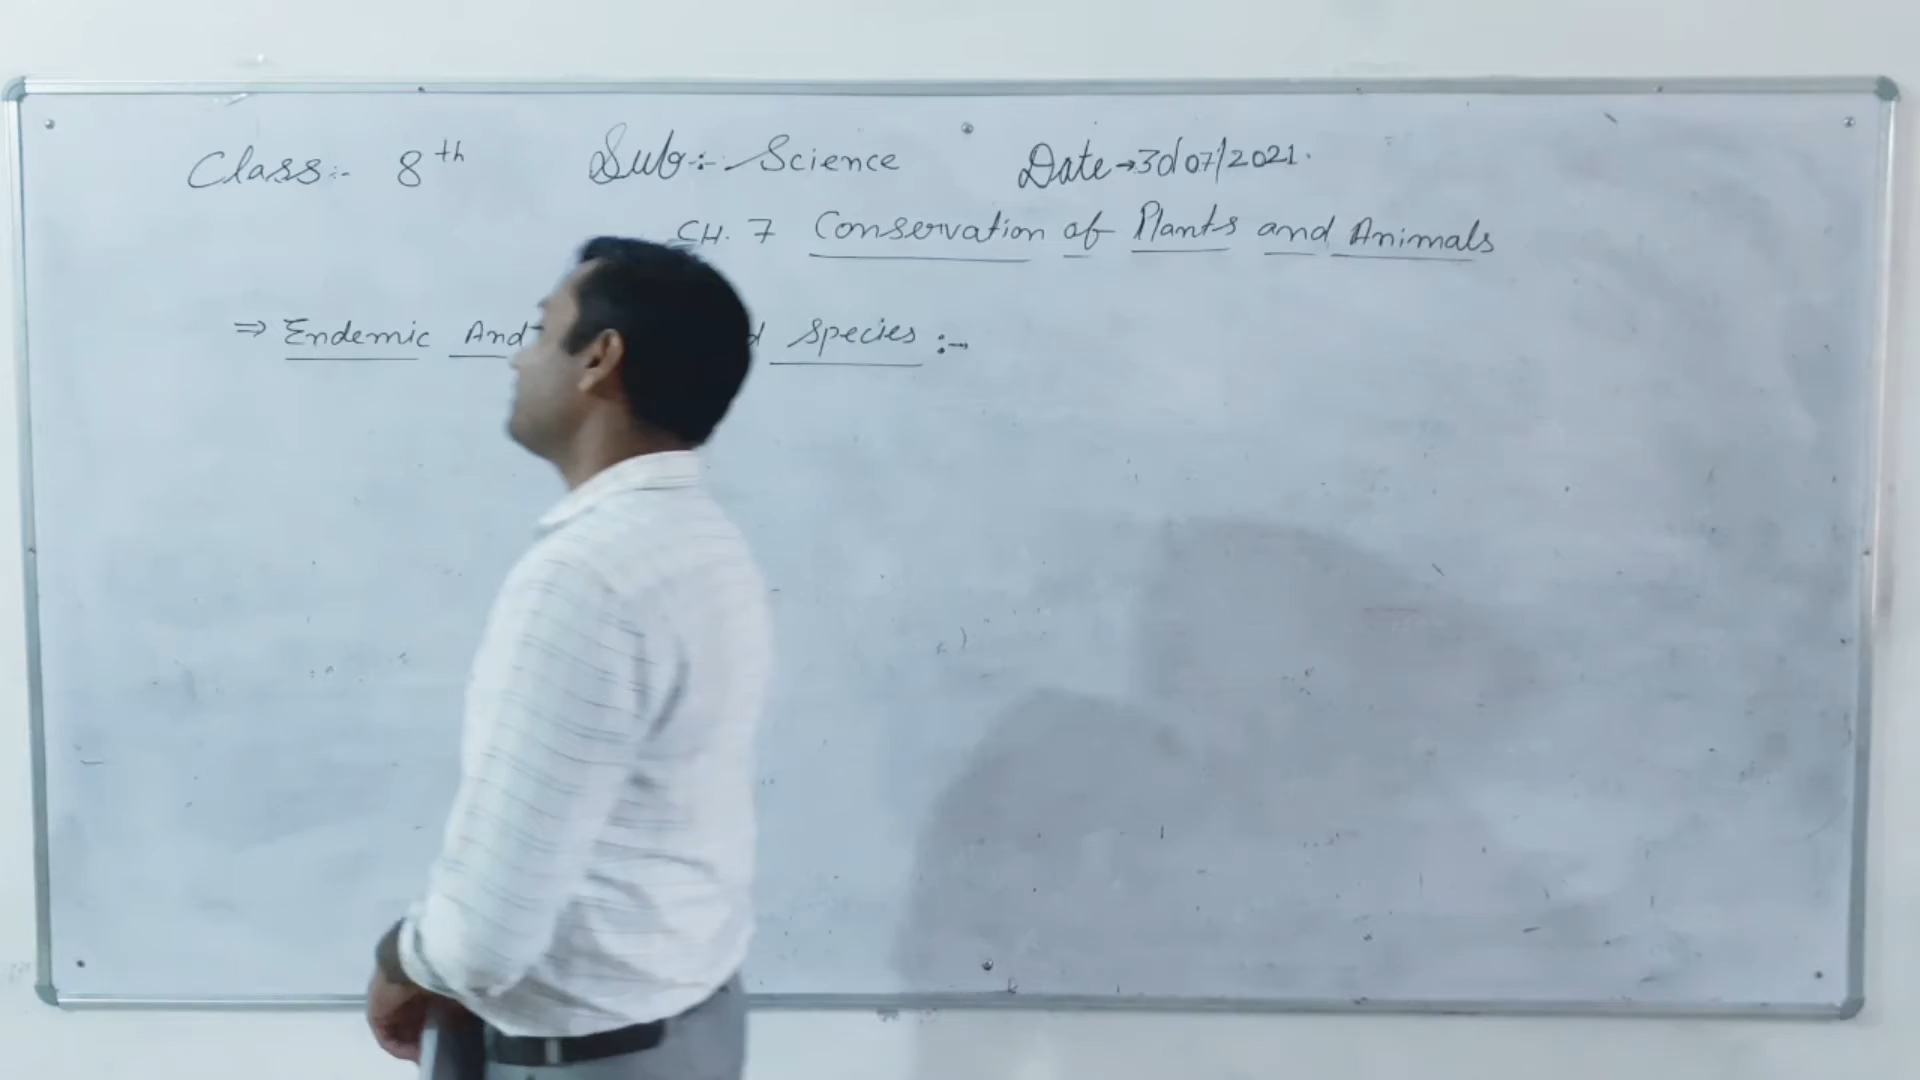 Class:- 8th Sub:- Science Date→30/07/2021.
CH. 7 Conservation of Plants and Animals
⇒ Endemic And Species :-